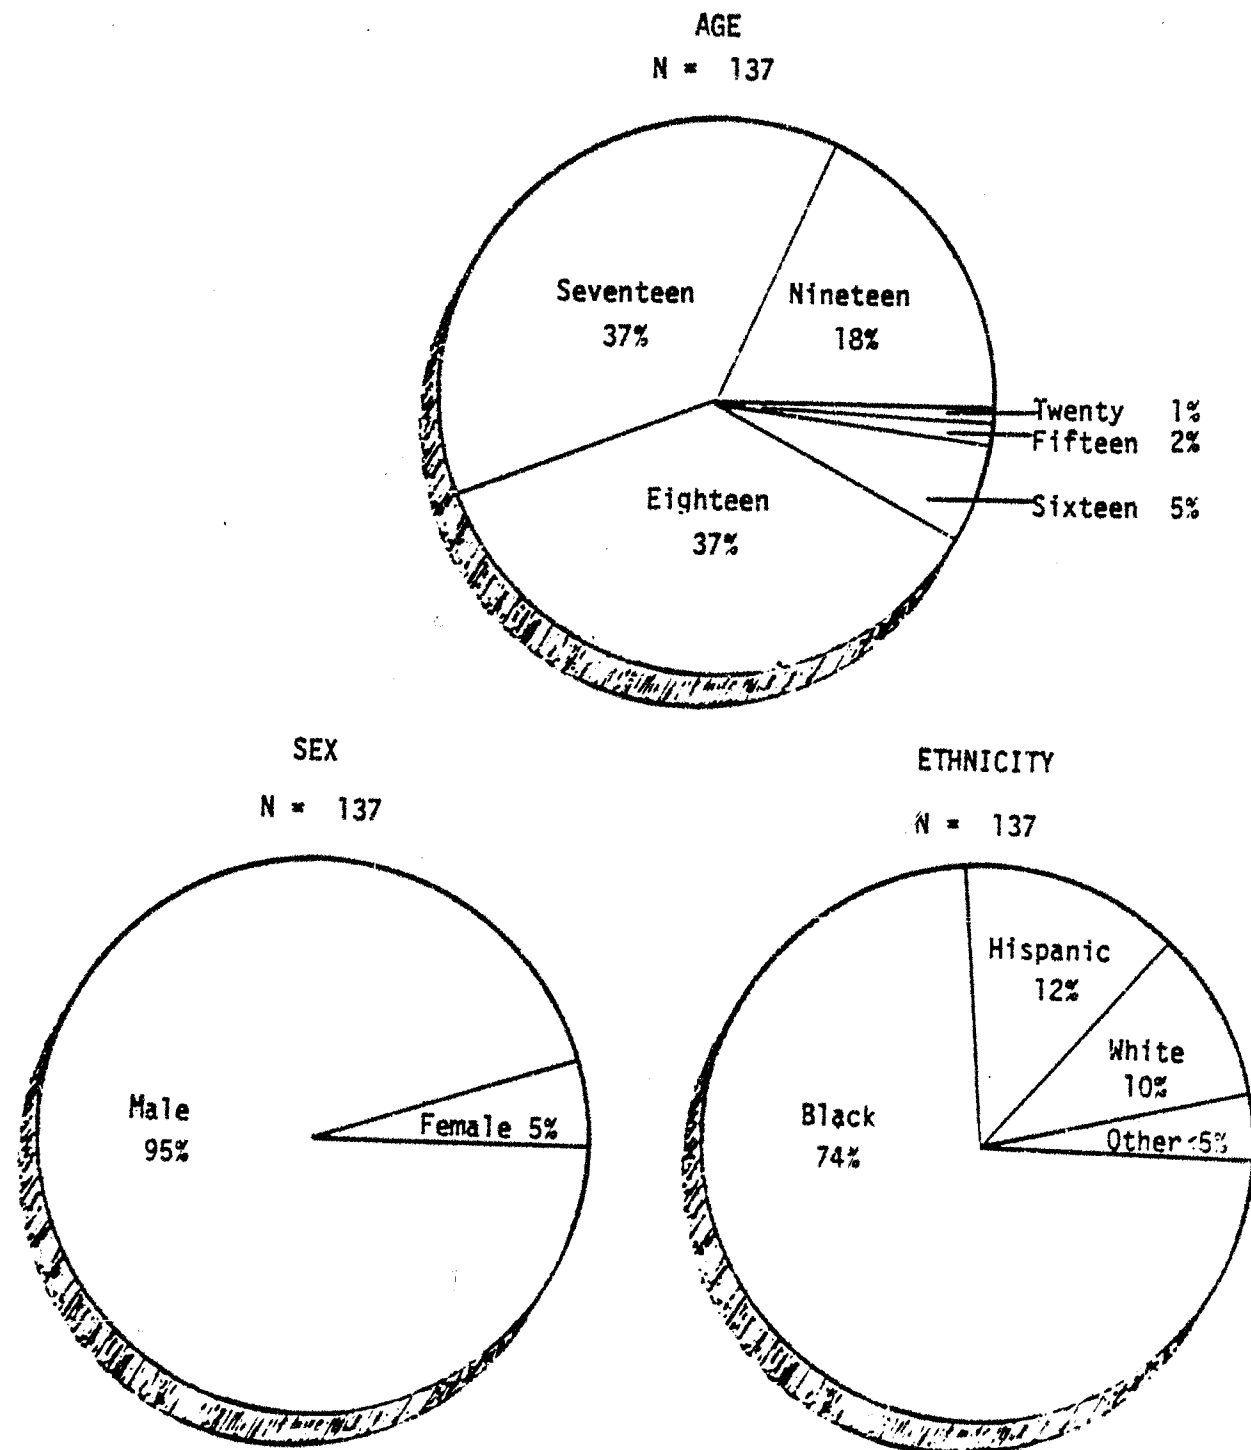 AGE
N = 137
Seventeen
37%
Nineteen
18%
Twenty 1%
Fifteen 2%
Sixteen 5%
Eighteen
37%
SEX
N = 137
Male
95%
Female 5%
ETHNICITY
N = 137
Hispanic
12%
White
10%
Other <5%
Black
74%